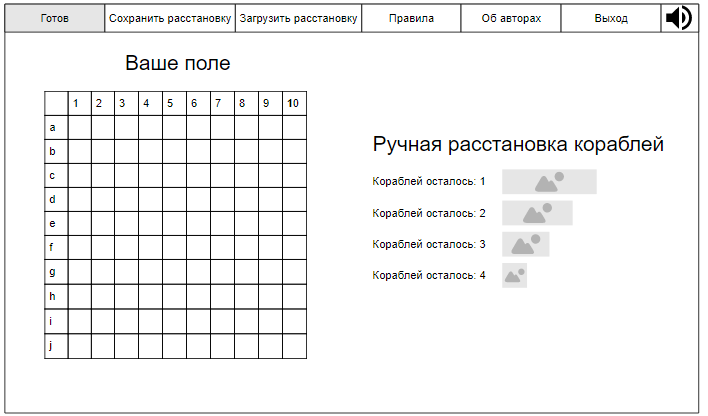 Готов Сохранить расстановку Загрузить расстановку Правила Об авторах Выход
Ваше поле
1 2 3 4 5 6 7 8 9 10
a
b
c
d
e
f
g
h
i
j
Ручная расстановка кораблей
Кораблей осталось: 1
Кораблей осталось: 2
Кораблей осталось: 3
Кораблей осталось: 4